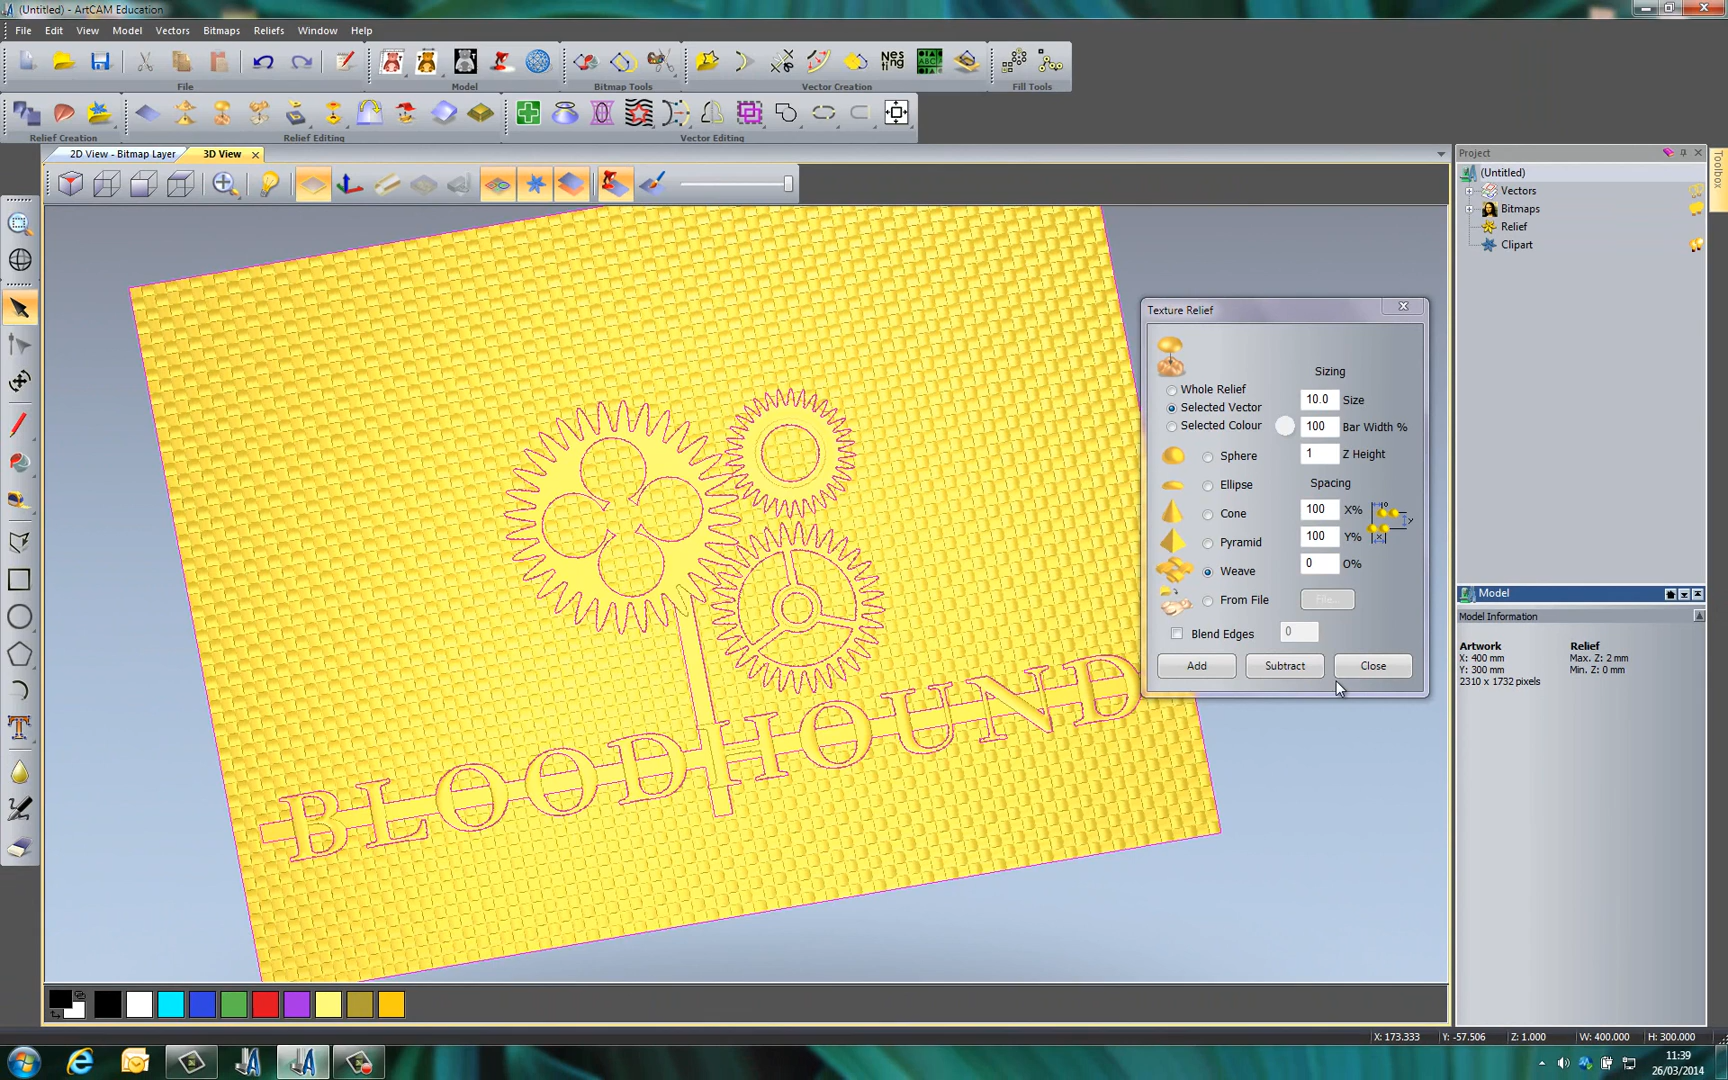 (Untitled) - ArtCAM Education
File Edit View Model Vectors Bitmaps Reliefs Window Help
File Model Bitmap Tools Vector Creation Fill Tools
Nes
ting
ABC
Relief Creation Relief Editing Vector Editing
2D View - Bitmap Layer 3D View
Project
Toolbox
(Untitled)
Vectors
Bitmaps
Relief
Clipart
Texture Relief
Sizing
Whole Relief
Selected Vector 10.0 Size
Selected Colour 100 Bar Width %
Sphere 1 Z Height
Ellipse Spacing
Cone 100 X%
Pyramid 100 Y%
Weave 0 O%
From File File...
Blend Edges 0
Add Subtract Close
BLOODHOUND
Model
Model Information
Artwork Relief
X: 400 mm Max. Z: 2 mm
Y: 300 mm Min. Z: 0 mm
2310 x 1732 pixels
X: 173.333 Y: -57.506 Z: 1.000 W: 400.000 H: 300.000
11:39
26/03/2014